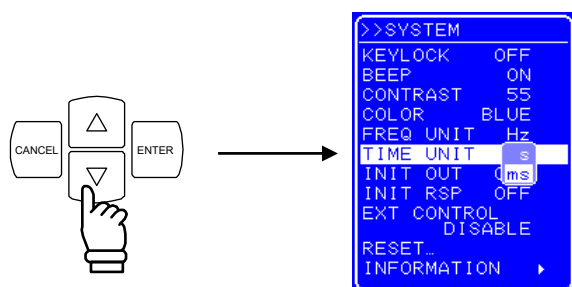 CANCEL
ENTER
>>SYSTEM
KEYLOCK OFF
BEEP ON
CONTRAST 55
COLOR BLUE
FREQ UNIT Hz
TIME UNIT s
INIT OUT ms
INIT RSP OFF
EXT CONTROL
DISABLE
RESET…
INFORMATION